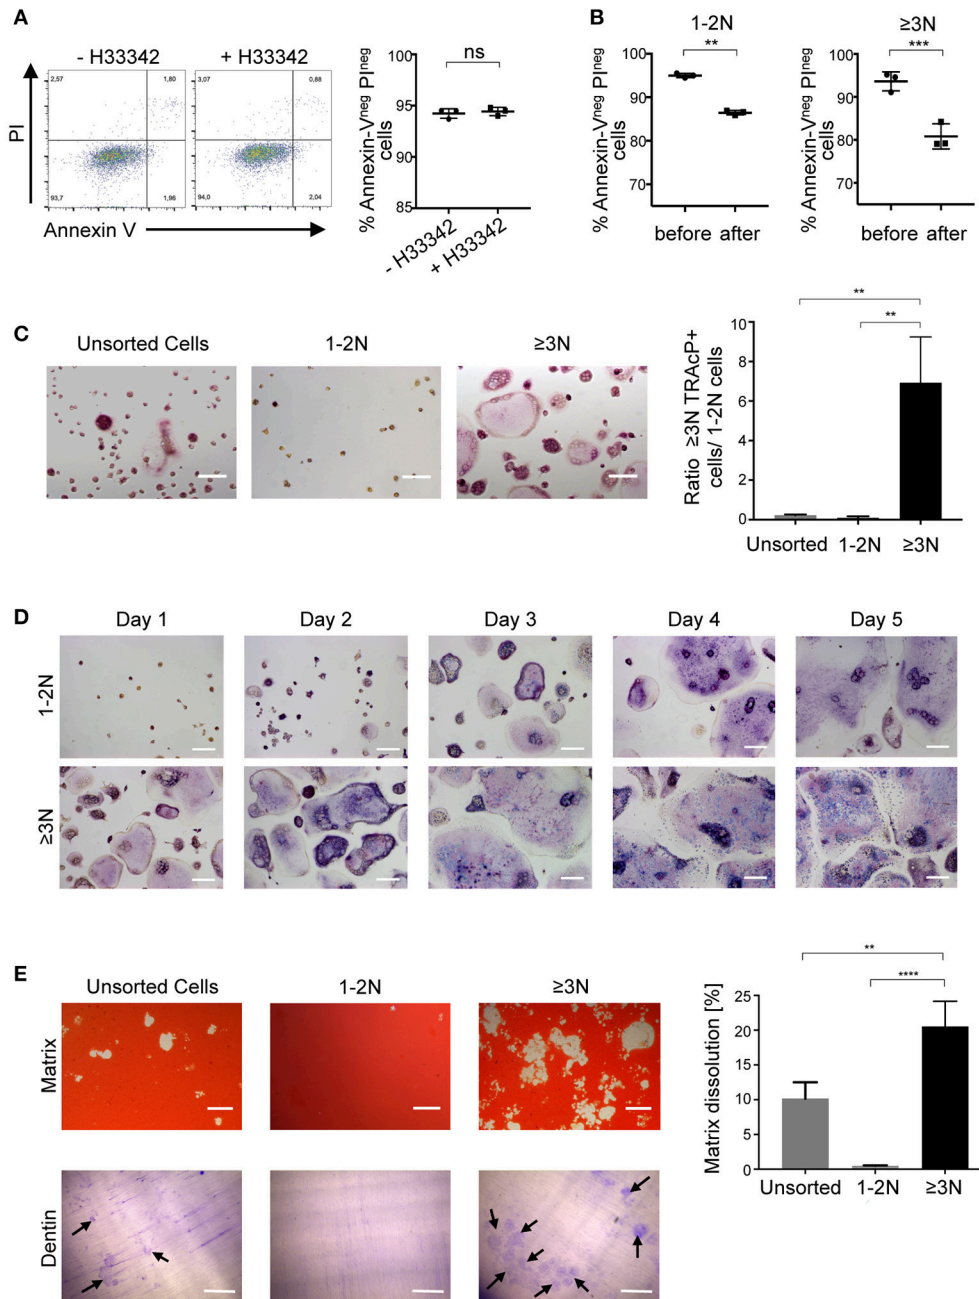 A
- H33342
+ H33342
2,57
1,80
3,07
0,88
PI
93,7
1,96
94,0
2,04
Annexin V
% Annexin-Vneg PIneg
cells
100
95
90
85
ns
- H33342
+ H33342
B
1-2N
**
% Annexin-Vneg PIneg
cells
100
90
80
70
before after
≥3N
***
% Annexin-Vneg PIneg
cells
100
90
80
70
before after
C
Unsorted Cells
1-2N
≥3N
**
**
Ratio ≥3N TRAcP+
cells/ 1-2N cells
10
8
6
4
2
0
Unsorted 1-2N ≥3N
D
Day 1
Day 2
Day 3
Day 4
Day 5
1-2N
≥3N
E
Unsorted Cells
1-2N
≥3N
Matrix
Dentin
**
****
Matrix dissolution [%]
25
20
15
10
5
0
Unsorted 1-2N ≥3N